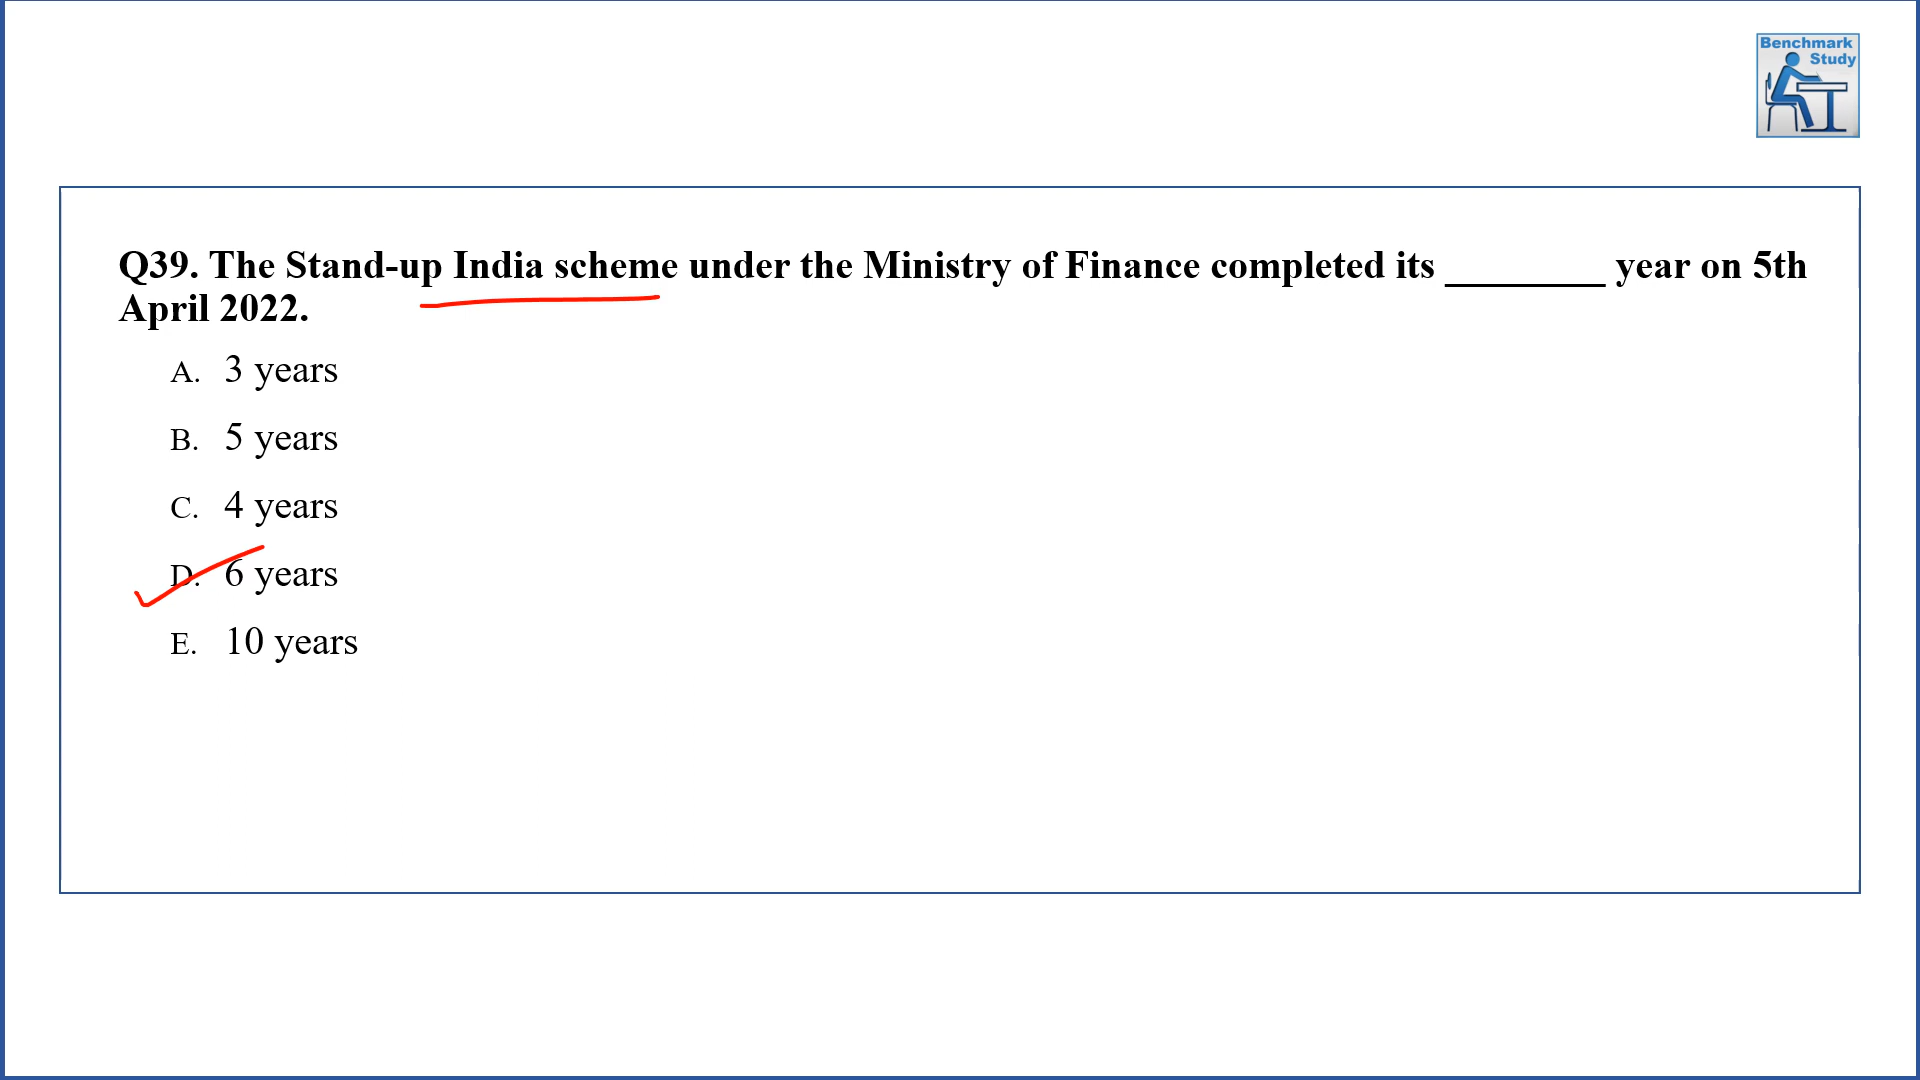 Benchmark
Study
Q39. The Stand-up India scheme under the Ministry of Finance completed its ________ year on 5th
April 2022.
A. 3 years
B. 5 years
C. 4 years
D. 6 years
E. 10 years